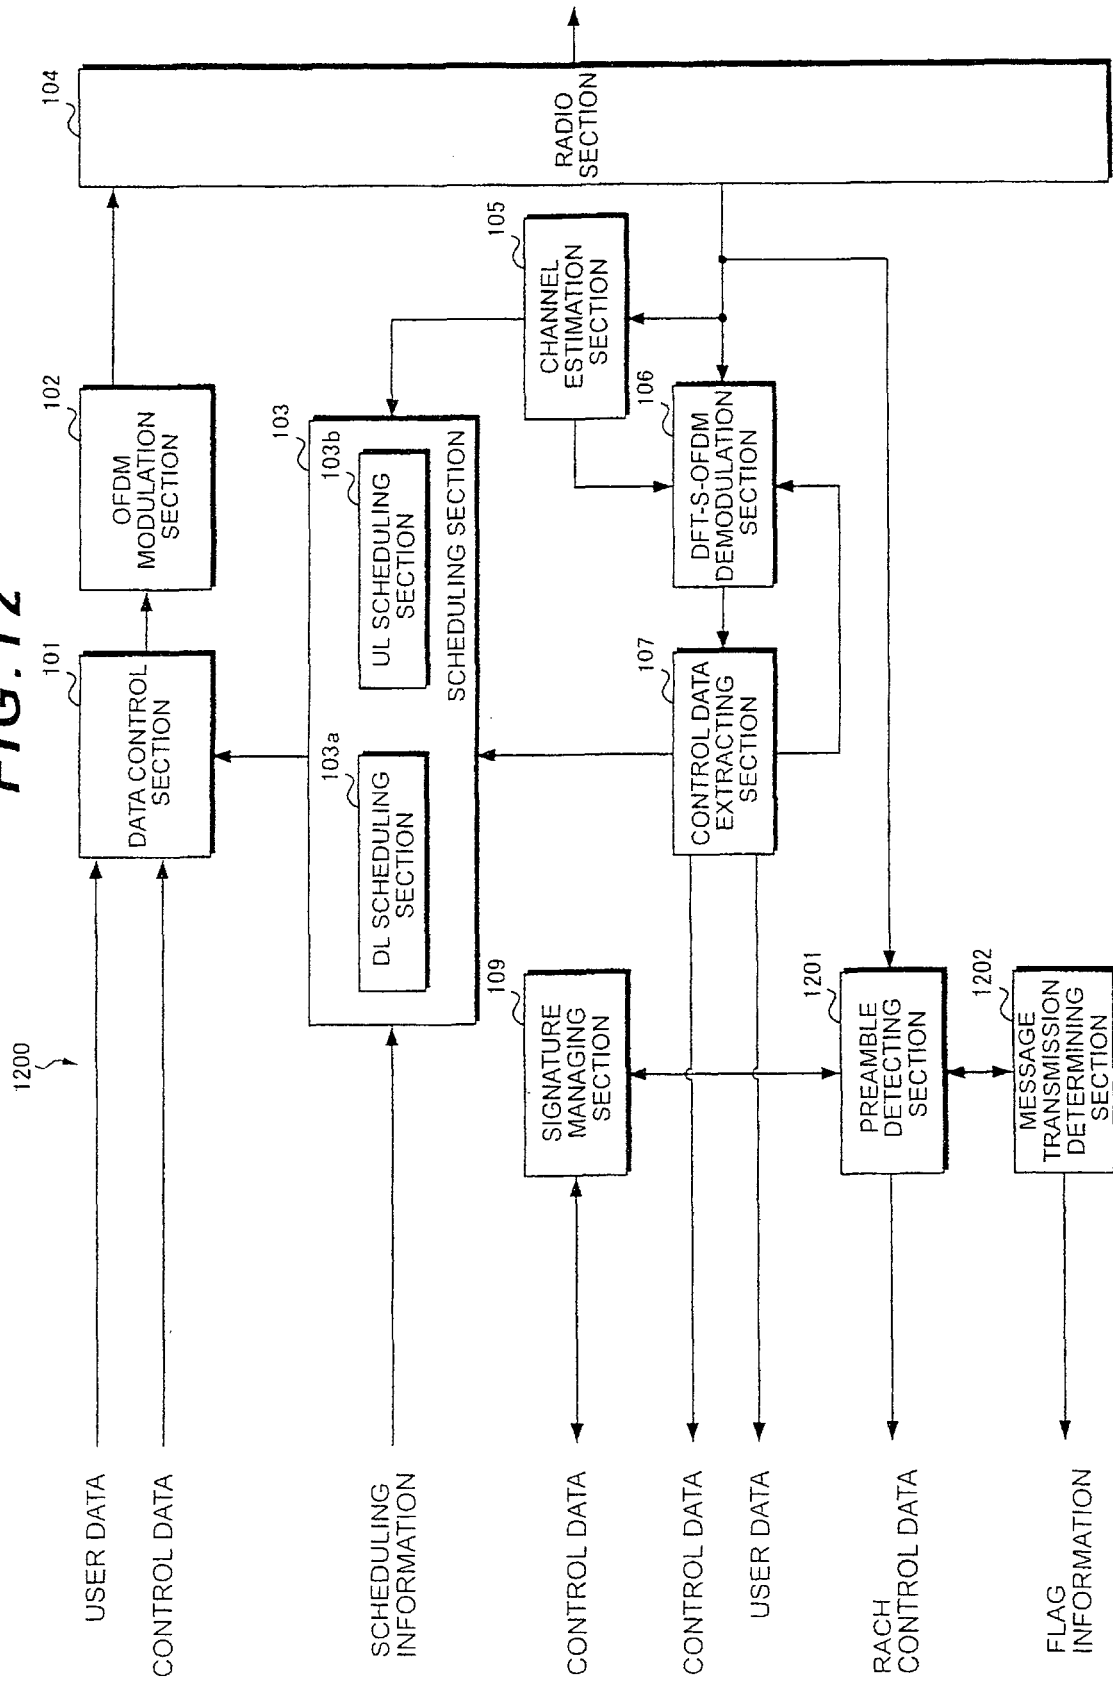 FIG. 12
1200
USER DATA
CONTROL DATA
101
DATA CONTROL
SECTION
102
OFDM
MODULATION
SECTION
104
RADIO
SECTION
SCHEDULING
INFORMATION
103
103a
DL SCHEDULING
SECTION
103b
UL SCHEDULING
SECTION
SCHEDULING SECTION
105
CHANNEL
ESTIMATION
SECTION
CONTROL DATA
109
SIGNATURE
MANAGING
SECTION
CONTROL DATA
USER DATA
107
CONTROL DATA
EXTRACTING
SECTION
106
DFT-S-OFDM
DEMODULATION
SECTION
RACH
CONTROL DATA
1201
PREAMBLE
DETECTING
SECTION
FLAG
INFORMATION
1202
MESSAGE
TRANSMISSION
DETERMINING
SECTION